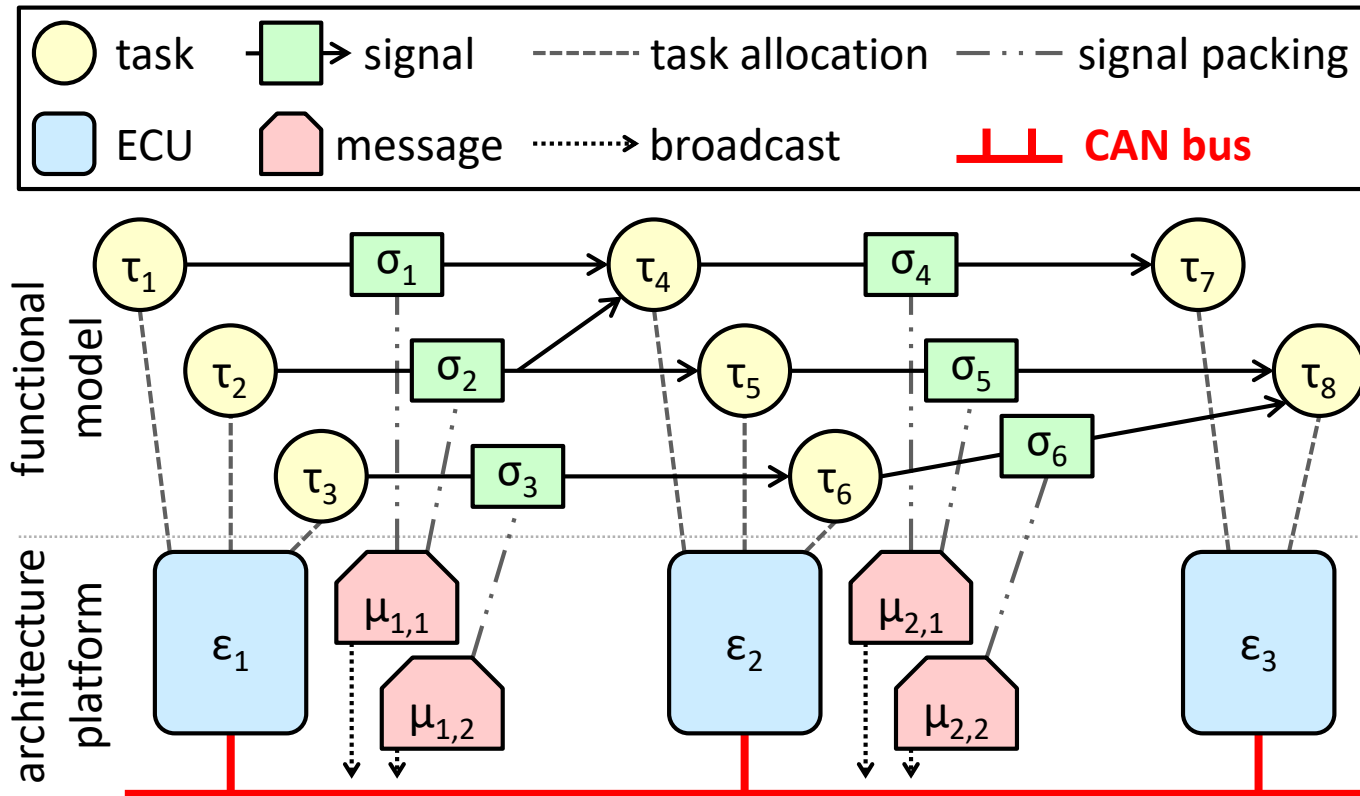 task signal task allocation signal packing
ECU message broadcast CAN bus
functional model
τ₁ σ₁ τ₄ σ₄ τ₇
τ₂ σ₂ τ₅ σ₅ τ₈
τ₃ σ₃ τ₆ σ₆
architecture platform
ε₁ μ₁,₁ ε₂ μ₂,₁ ε₃
μ₁,₂ μ₂,₂